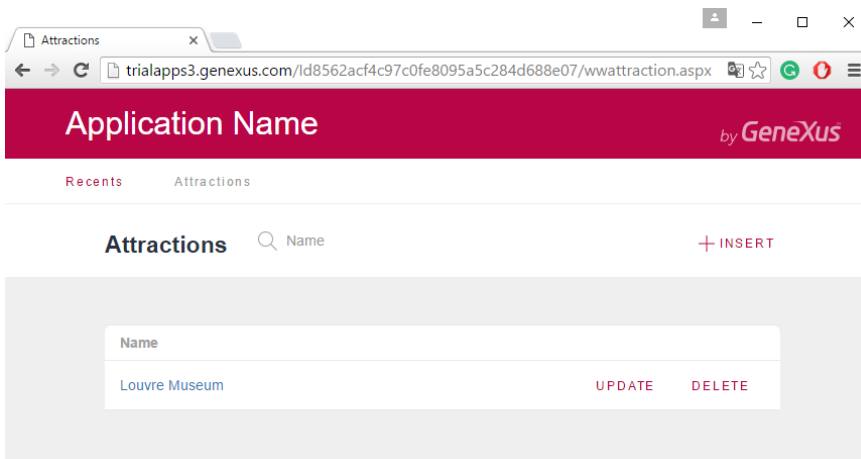 Attractions
trialapps3.genexus.com/Id8562acf4c97c0fe8095a5c284d688e07/wwattraction.aspx
Application Name
by GeneXus
Recents Attractions
Attractions Name INSERT
Name
Louvre Museum UPDATE DELETE